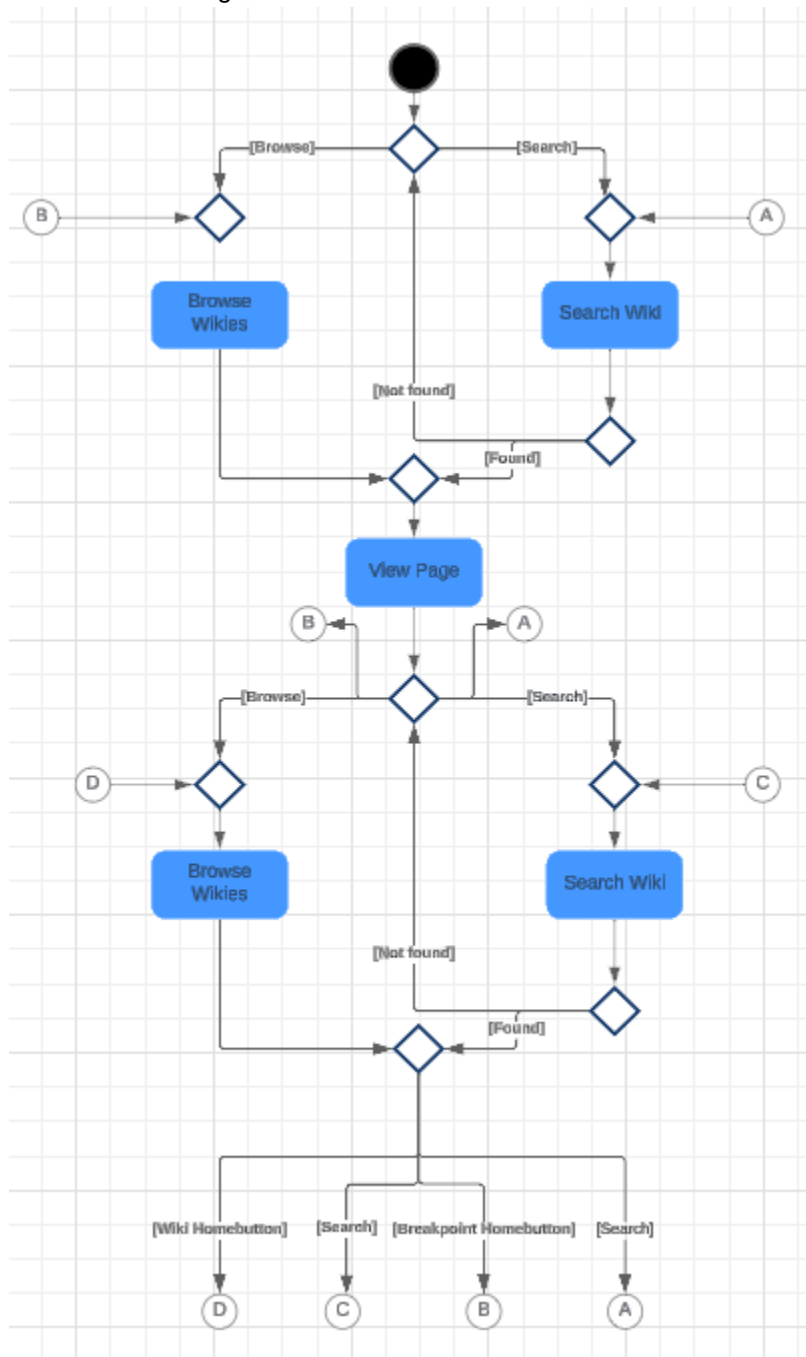 [Browse]
[Search]
B
A
Browse
Wikies
Search Wiki
[Not found]
[Found]
View Page
B
A
[Browse]
[Search]
D
C
Browse
Wikies
Search Wiki
[Not found]
[Found]
[Wiki Homebutton]
[Search]
[Breakpoint Homebutton]
[Search]
D
C
B
A